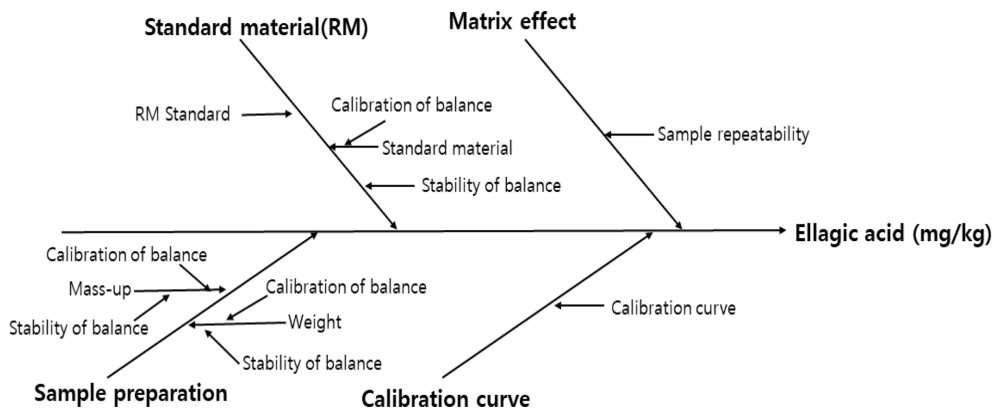 Standard material(RM)
Matrix effect
RM Standard
Calibration of balance
Standard material
Stability of balance
Sample repeatability
Ellagic acid (mg/kg)
Calibration of balance
Mass-up
Stability of balance
Calibration of balance
Weight
Stability of balance
Calibration curve
Sample preparation
Calibration curve